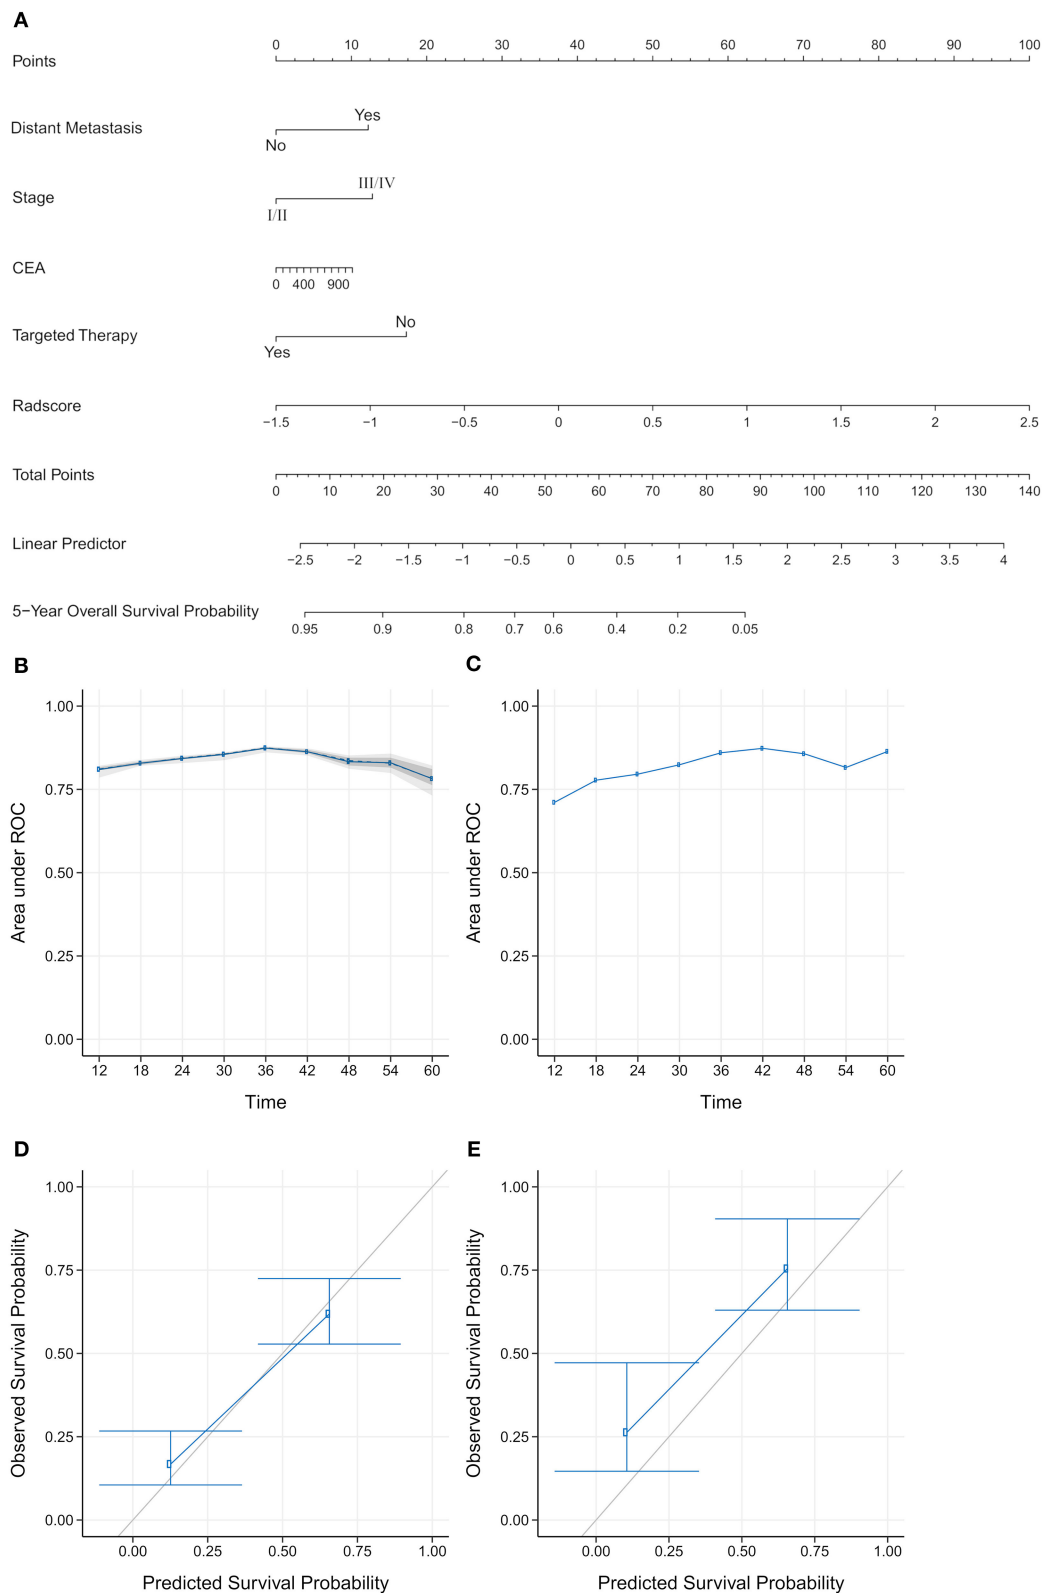 A
Points
0 10 20 30 40 50 60 70 80 90 100
Distant Metastasis
Yes
No
Stage
III/IV
I/II
CEA
0 400 900
Targeted Therapy
No
Yes
Radscore
−1.5 −1 −0.5 0 0.5 1 1.5 2 2.5
Total Points
0 10 20 30 40 50 60 70 80 90 100 110 120 130 140
Linear Predictor
−2.5 −2 −1.5 −1 −0.5 0 0.5 1 1.5 2 2.5 3 3.5 4
5−Year Overall Survival Probability
0.95 0.9 0.8 0.7 0.6 0.4 0.2 0.05
B
Area under ROC
1.00
0.75
0.50
0.25
0.00
12 18 24 30 36 42 48 54 60
Time
C
Area under ROC
1.00
0.75
0.50
0.25
0.00
12 18 24 30 36 42 48 54 60
Time
D
Observed Survival Probability
1.00
0.75
0.50
0.25
0.00
0.00 0.25 0.50 0.75 1.00
Predicted Survival Probability
E
Observed Survival Probability
1.00
0.75
0.50
0.25
0.00
0.00 0.25 0.50 0.75 1.00
Predicted Survival Probability